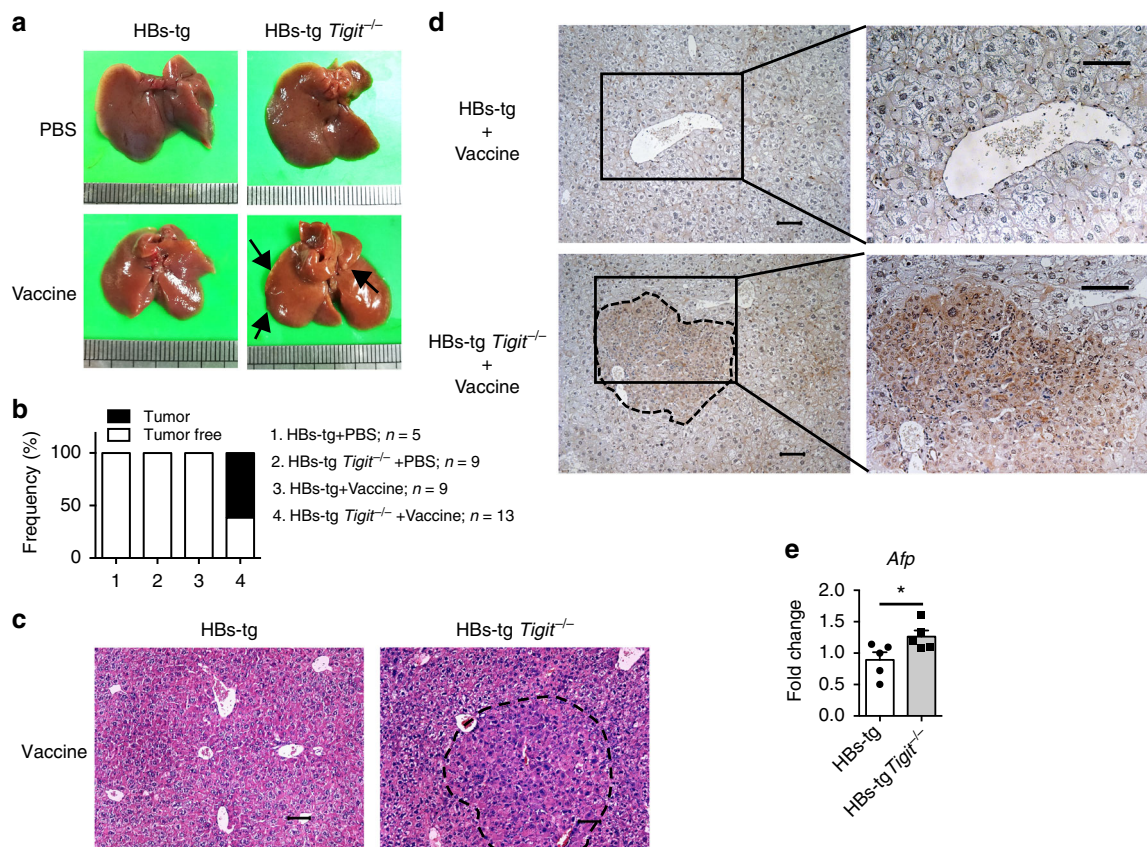 a
HBs-tg
HBs-tg Tigit–/–
PBS
Vaccine
b
Tumor
Tumor free
Frequency (%)
100
50
0
1 2 3 4
1. HBs-tg+PBS; n = 5
2. HBs-tg Tigit–/– +PBS; n = 9
3. HBs-tg+Vaccine; n = 9
4. HBs-tg Tigit–/– +Vaccine; n = 13
c
HBs-tg
HBs-tg Tigit–/–
Vaccine
d
HBs-tg
+
Vaccine
HBs-tg Tigit–/–
+
Vaccine
e
Afp
Fold change
2.0
1.5
1.0
0.5
0.0
*
HBs-tg
HBs-tg Tigit–/–